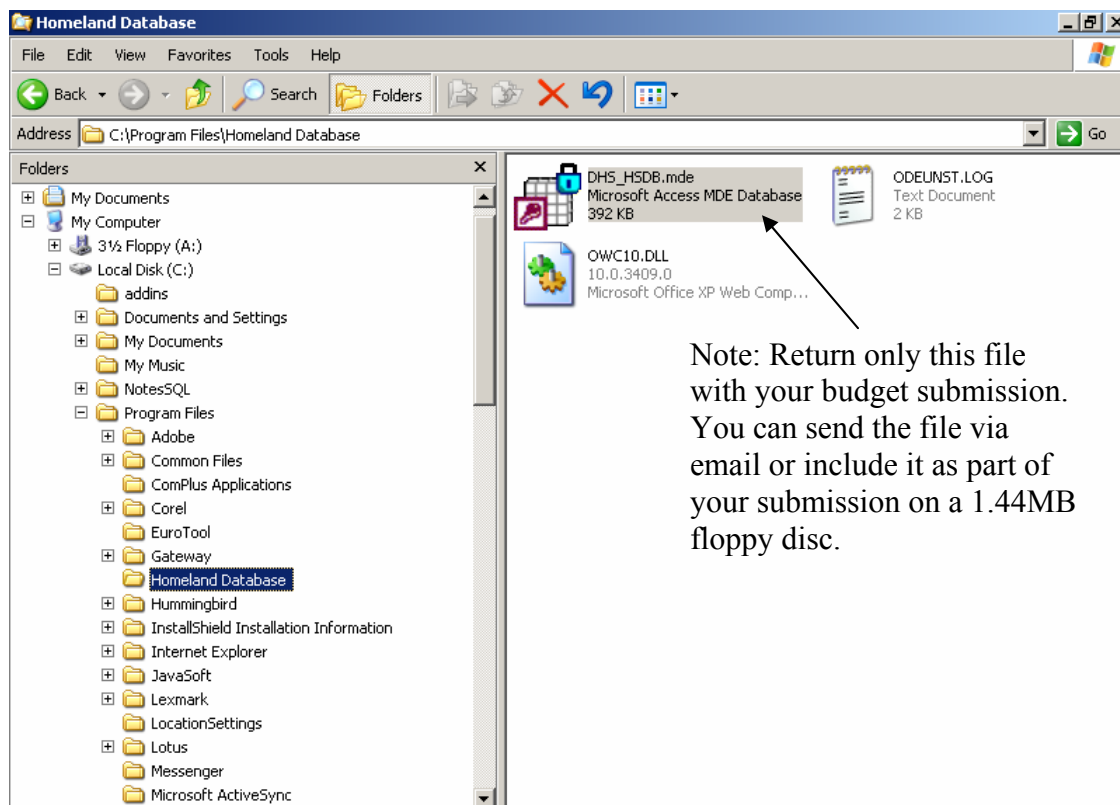 Homeland Database
File Edit View Favorites Tools Help
Back Search Folders
Address C:\Program Files\Homeland Database Go
Folders
My Documents
My Computer
3½ Floppy (A:)
Local Disk (C:)
addins
Documents and Settings
My Documents
My Music
NotesSQL
Program Files
Adobe
Common Files
ComPlus Applications
Corel
EuroTool
Gateway
Homeland Database
Hummingbird
InstallShield Installation Information
Internet Explorer
JavaSoft
Lexmark
LocationSettings
Lotus
Messenger
Microsoft ActiveSync
DHS_HSDB.mde
Microsoft Access MDE Database
392 KB
ODEUNST.LOG
Text Document
2 KB
OWC10.DLL
10.0.3409.0
Microsoft Office XP Web Comp...
Note: Return only this file
with your budget submission.
You can send the file via
email or include it as part of
your submission on a 1.44MB
floppy disc.